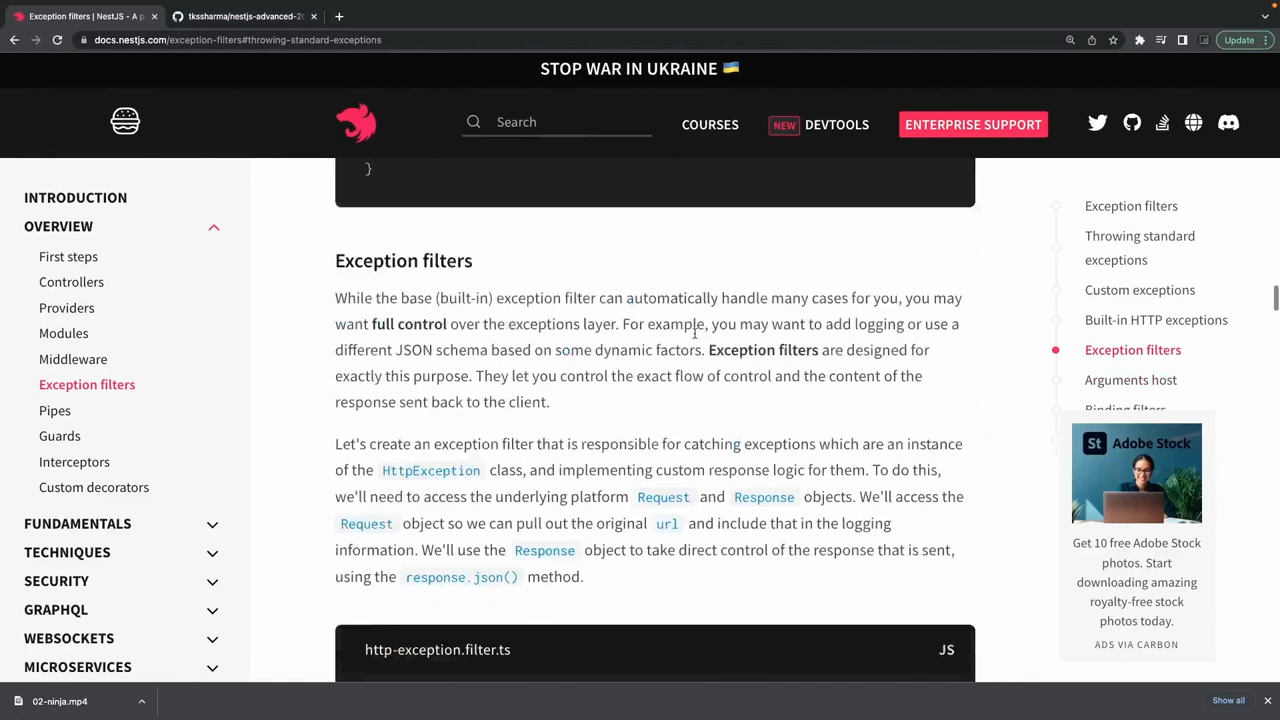 Exception filters | NestJS - A p
tkssharma/nestjs-advanced-20
docs.nestjs.com/exception-filters#throwing-standard-exceptions
Update
STOP WAR IN UKRAINE 🇺🇦
Search
COURSES
NEW
DEVTOOLS
ENTERPRISE SUPPORT
INTRODUCTION
OVERVIEW
First steps
Controllers
Providers
Modules
Middleware
Exception filters
Pipes
Guards
Interceptors
Custom decorators
FUNDAMENTALS
TECHNIQUES
SECURITY
GRAPHQL
WEBSOCKETS
MICROSERVICES
}
Exception filters
While the base (built-in) exception filter can automatically handle many cases for you, you may
want full control over the exceptions layer. For example, you may want to add logging or use a
different JSON schema based on some dynamic factors. Exception filters are designed for
exactly this purpose. They let you control the exact flow of control and the content of the
response sent back to the client.
Let's create an exception filter that is responsible for catching exceptions which are an instance
of the HttpException class, and implementing custom response logic for them. To do this,
we'll need to access the underlying platform Request and Response objects. We'll access the
Request object so we can pull out the original url and include that in the logging
information. We'll use the Response object to take direct control of the response that is sent,
using the response.json() method.
http-exception.filter.ts
JS
Exception filters
Throwing standard
exceptions
Custom exceptions
Built-in HTTP exceptions
Exception filters
Arguments host
Binding filters
St Adobe Stock
Get 10 free Adobe Stock
photos. Start
downloading amazing
royalty-free stock
photos today.
ADS VIA CARBON
02-ninja.mp4
Show all